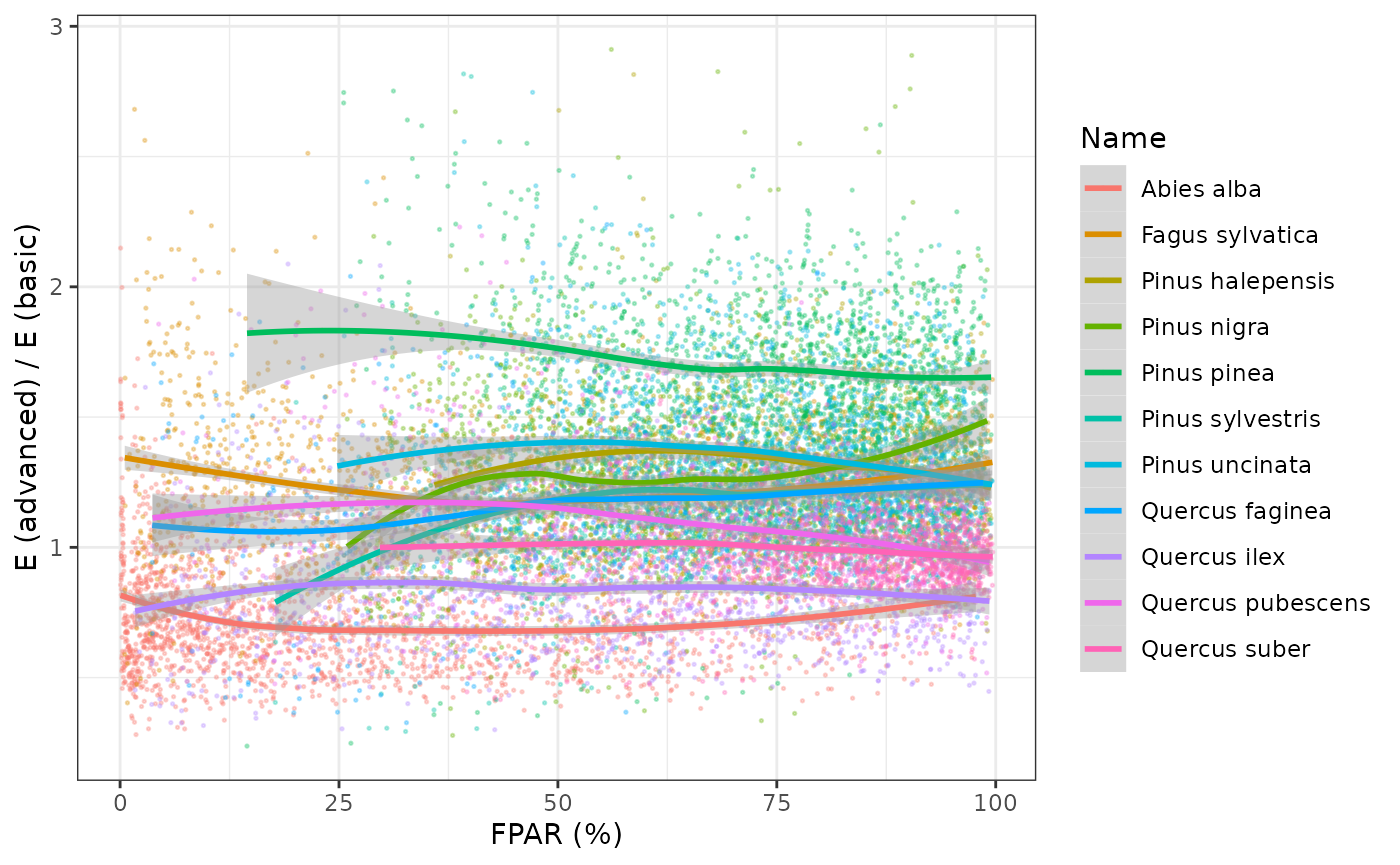 E (advanced) / E (basic)
3
2
1
0
25
50
75
100
FPAR (%)
Name
Abies alba
Fagus sylvatica
Pinus halepensis
Pinus nigra
Pinus pinea
Pinus sylvestris
Pinus uncinata
Quercus faginea
Quercus ilex
Quercus pubescens
Quercus suber